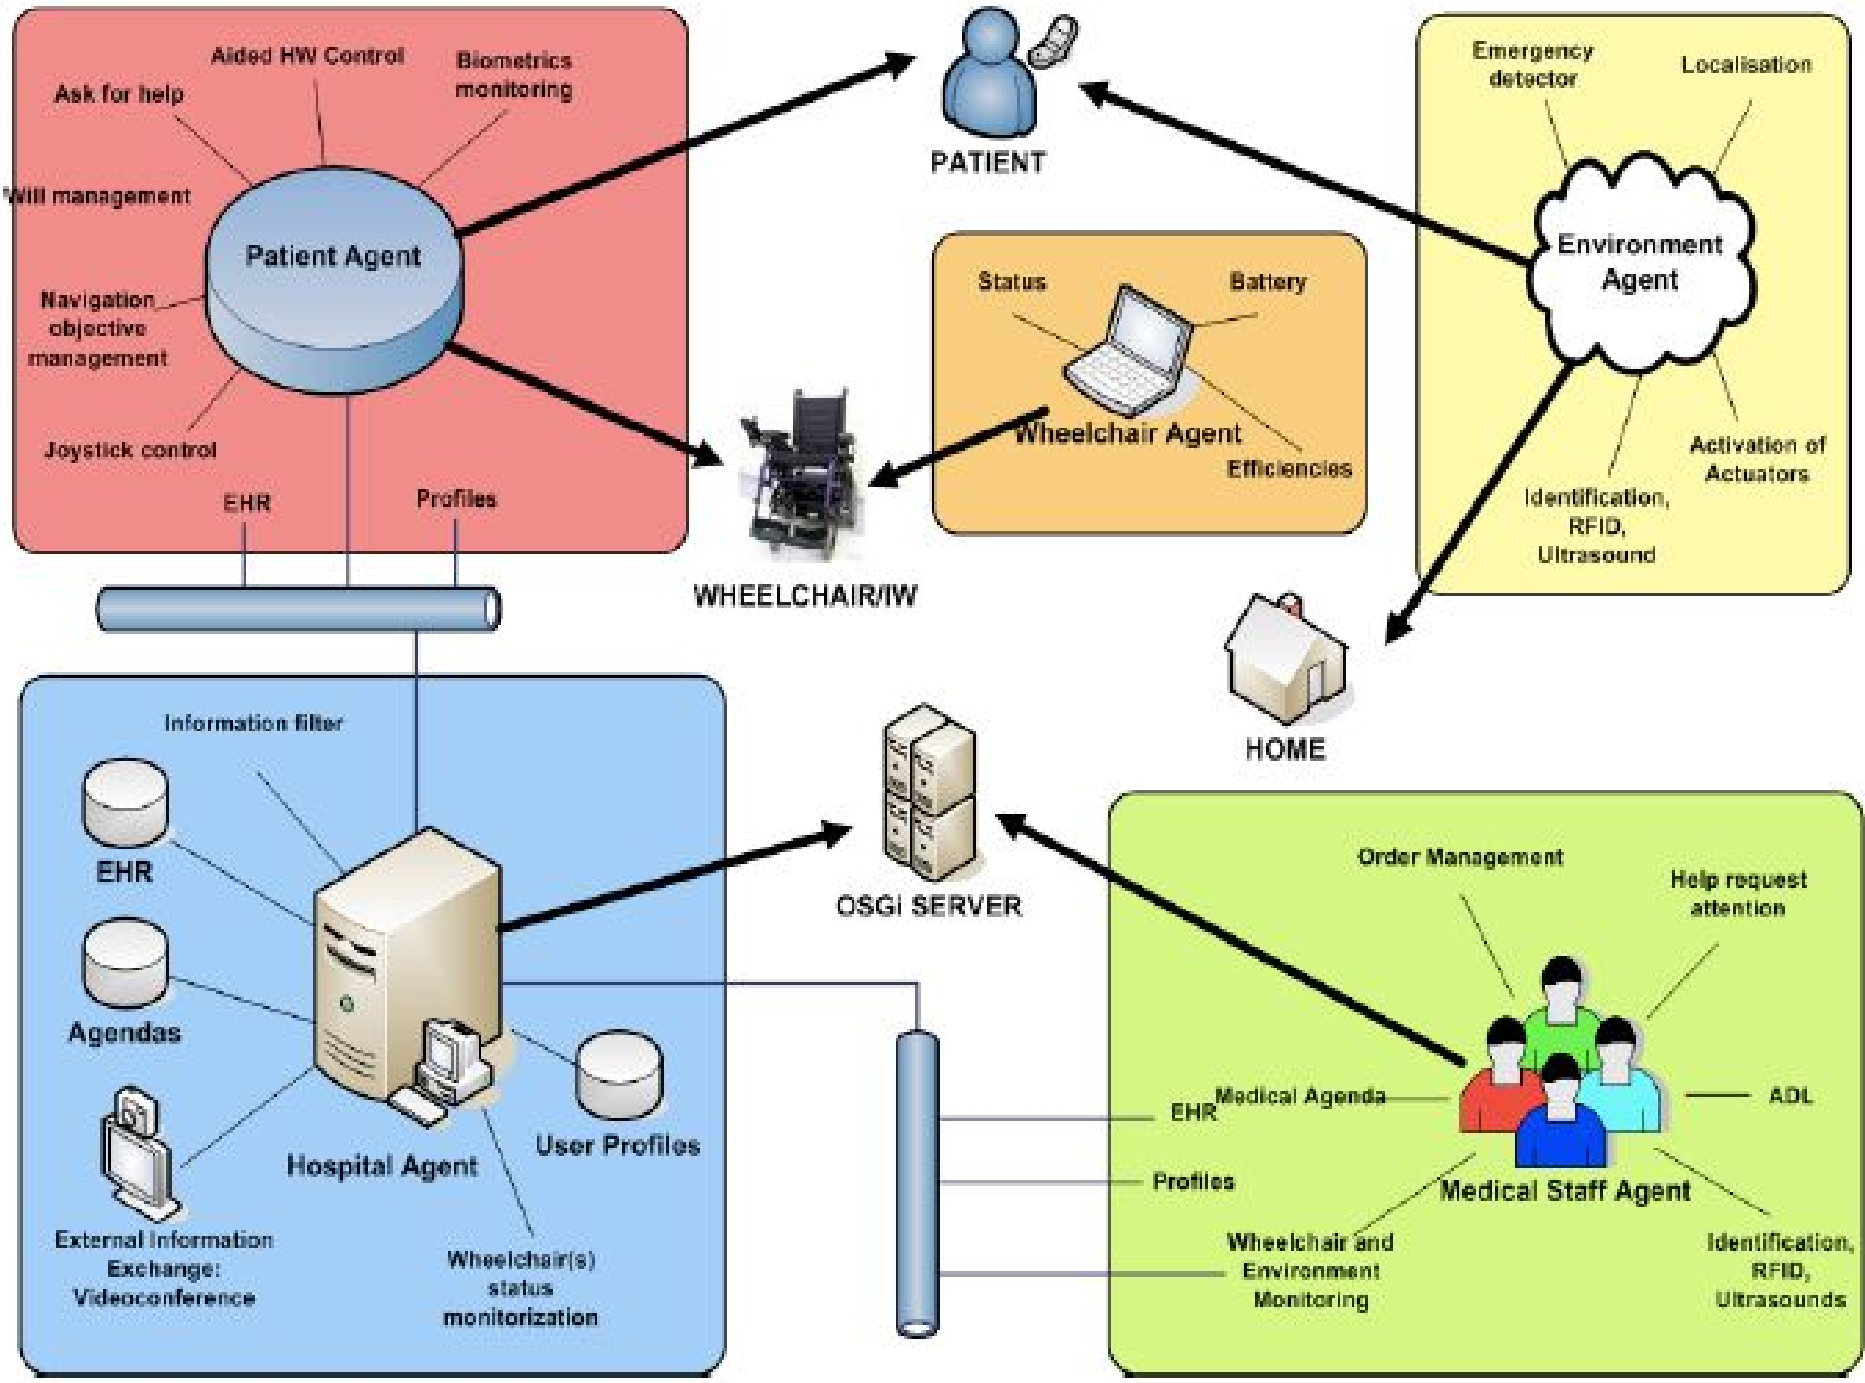 Aided HW Control
Biometrics
monitoring
Ask for help
Will management
Patient Agent
Navigation
objective
management
Joystick control
EHR
Profiles
PATIENT
Status
Battery
Wheelchair Agent
Efficiencies
WHEELCHAIR/IW
Emergency
detector
Localisation
Environment
Agent
Activation of
Actuators
Identification,
RFID,
Ultrasound
HOME
Information filter
EHR
Agendas
Hospital Agent
User Profiles
External Information
Exchange:
Videoconference
Wheelchair(s)
status
monitorization
OSGi SERVER
Order Management
Help request
attention
Medical Agenda
EHR
ADL
Profiles
Medical Staff Agent
Wheelchair and
Environment
Monitoring
Identification,
RFID,
Ultrasounds